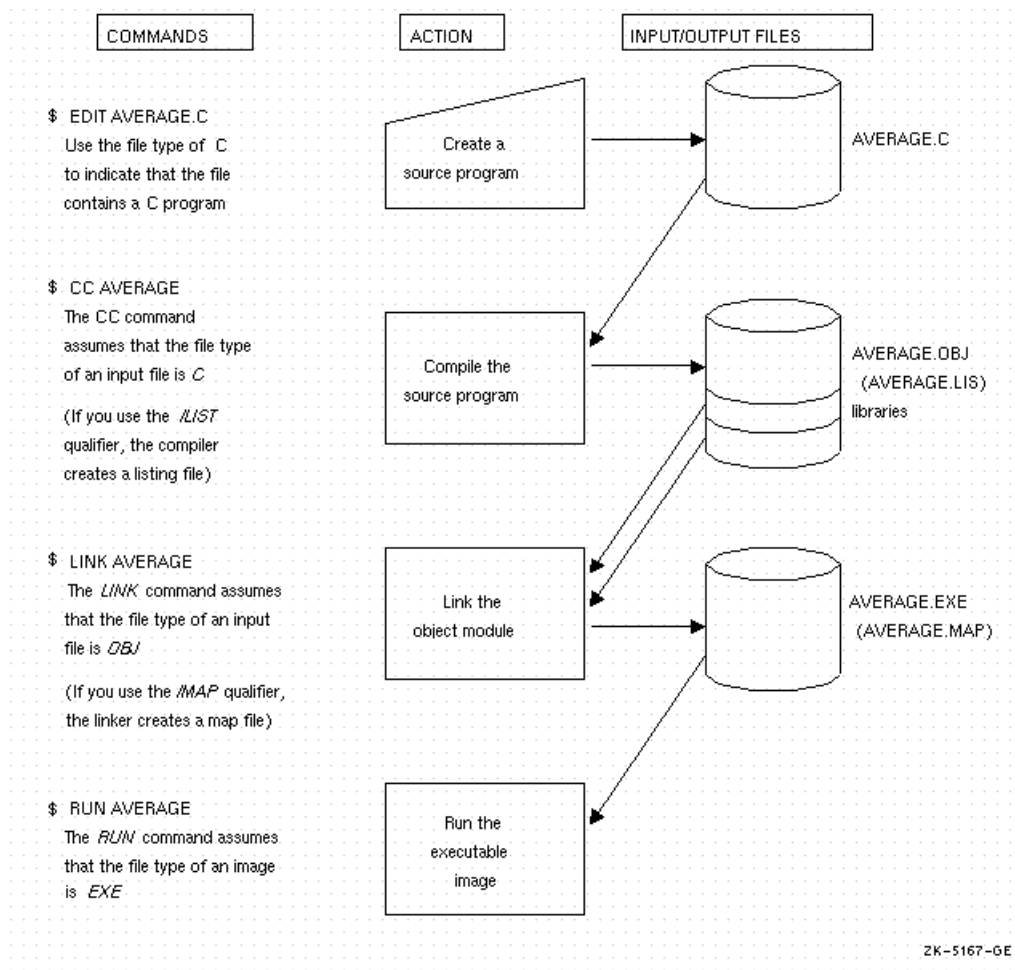 COMMANDS
ACTION
INPUT/OUTPUT FILES
$ EDIT AVERAGE.C
Use the file type of C
to indicate that the file
contains a C program
Create a
source program
AVERAGE.C
$ CC AVERAGE
The CC command
assumes that the file type
of an input file is C
(If you use the /LIST
qualifier, the compiler
creates a listing file)
Compile the
source program
AVERAGE.OBJ
(AVERAGE.LIS)
libraries
$ LINK AVERAGE
The LINK command assumes
that the file type of an input
file is OBJ
(If you use the /MAP qualifier,
the linker creates a map file)
Link the
object module
AVERAGE.EXE
(AVERAGE.MAP)
$ RUN AVERAGE
The RUN command assumes
that the file type of an image
is EXE
Run the
executable
image
ZK-5167-GE